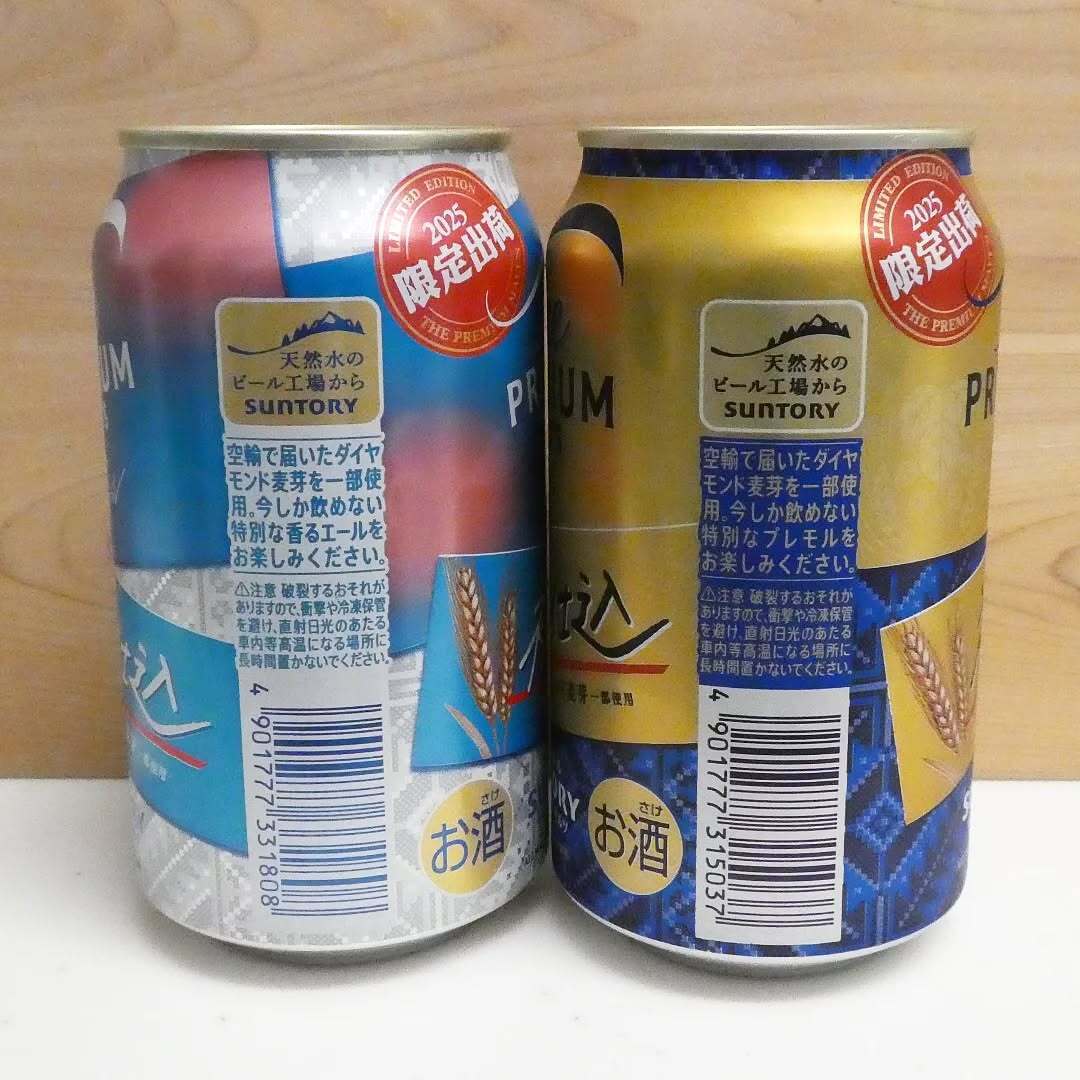 LIMITED EDITION
2025
限定出荷
THE PREMIU
UM
PR
天然水の
ビール工場から
SUNTORY
空輸で届いたダイヤ
モンド麦芽を一部使
用。今しか飲めない
特別な香るエールを
お楽しみください。
⚠注意 破裂するおそれが
ありますので、衝撃や冷凍保管
を避け、直射日光のあたる
車内等高温になる場所に
長時間置かないでください。
仕込
4 901777 331808
さけ
お酒
LIMITED EDITION
2025
限定出荷
THE PREMIU
UM
PR
天然水の
ビール工場から
SUNTORY
空輸で届いたダイヤ
モンド麦芽を一部使
用。今しか飲めない
特別なプレモルを
お楽しみください。
⚠注意 破裂するおそれが
ありますので、衝撃や冷凍保管
を避け、直射日光のあたる
車内等高温になる場所に
長時間置かないでください。
仕込
麦芽一部使用
4 901777 315037
ORY
さけ
お酒